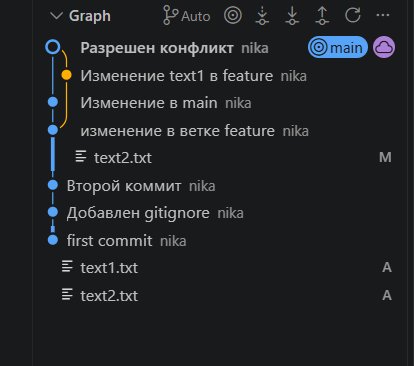 Graph Auto
Разрешен конфликт nika main
Изменение text1 в feature nika
Изменение в main nika
изменение в ветке feature nika
text2.txt M
Второй коммит nika
Добавлен gitignore nika
first commit nika
text1.txt A
text2.txt A